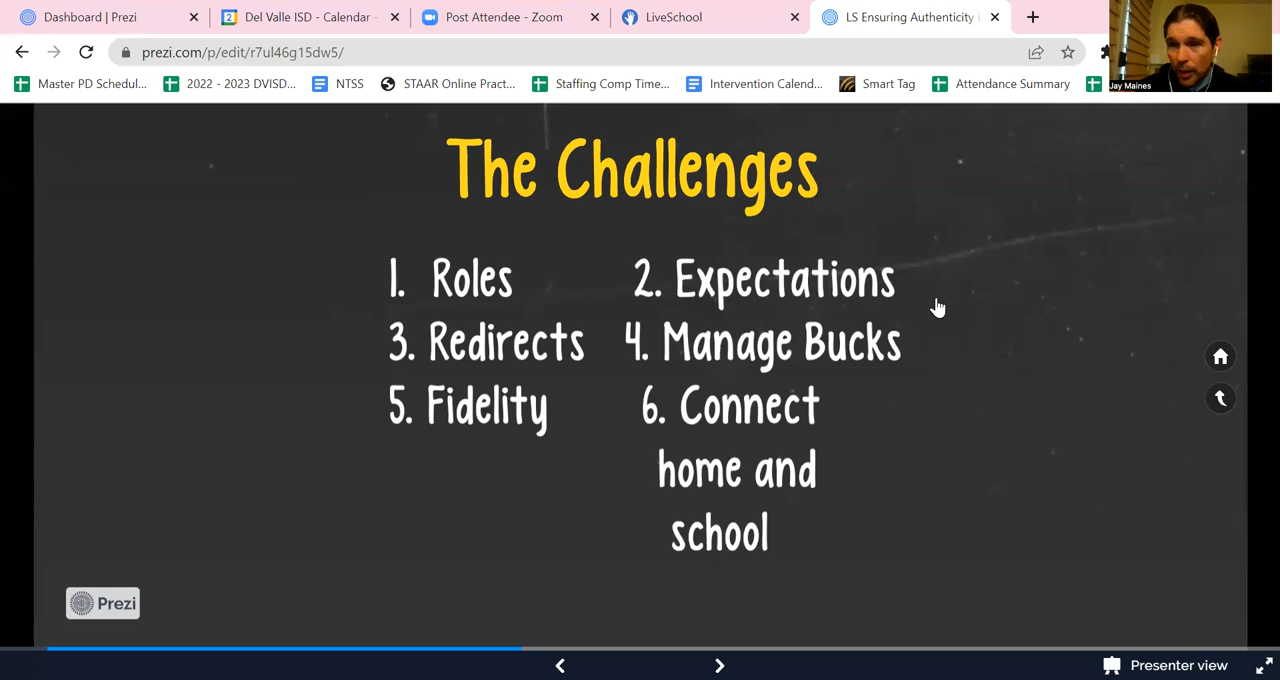 Dashboard | Prezi
Del Valle ISD - Calendar -
Post Attendee - Zoom
LiveSchool
LS Ensuring Authenticity
prezi.com/p/edit/r7ul46g15dw5/
Master PD Schedul...
2022 - 2023 DVISD...
NTSS
STAAR Online Pract...
Staffing Comp Time...
Intervention Calend...
Smart Tag
Attendance Summary
Jay Maines
The Challenges
1. Roles
2. Expectations
3. Redirects
4. Manage Bucks
5. Fidelity
6. Connect
home and
school
Prezi
Presenter view